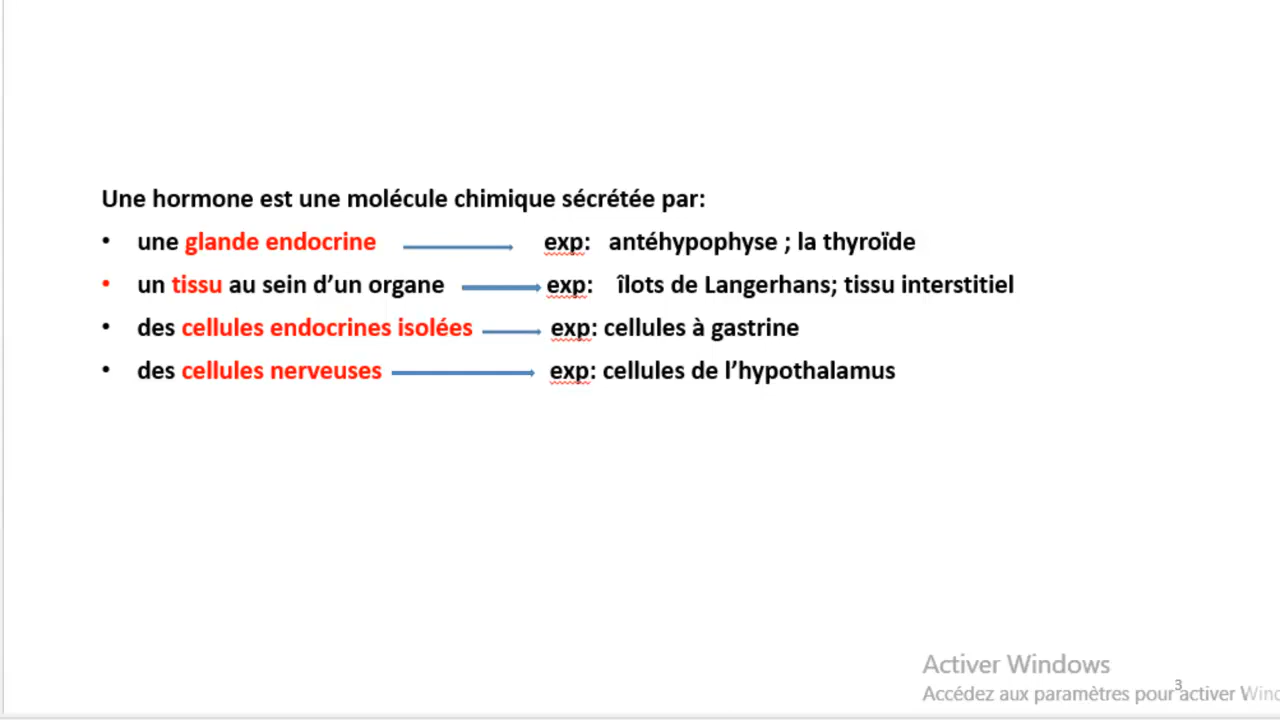 Une hormone est une molécule chimique sécrétée par:
• une glande endocrine exp: antéhypophyse ; la thyroïde
• un tissu au sein d’un organe exp: îlots de Langerhans; tissu interstitiel
• des cellules endocrines isolées exp: cellules à gastrine
• des cellules nerveuses exp: cellules de l’hypothalamus
Activer Windows
3
Accédez aux paramètres pour activer